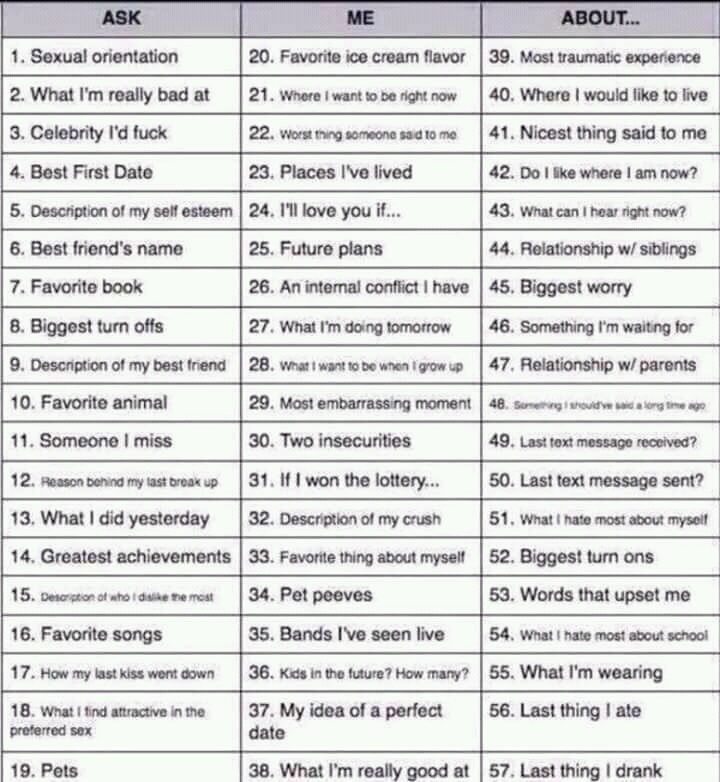 ASK
ME
ABOUT...
1. Sexual orientation
20. Favorite ice cream flavor
39. Most traumatic experience
2. What I'm really bad at
21. Where I want to be right now
40. Where I would like to live
3. Celebrity I'd fuck
22. Worst thing someone said to me
41. Nicest thing said to me
4. Best First Date
23. Places I've lived
42. Do I like where I am now?
5. Description of my self esteem
24. I'll love you if...
43. What can I hear right now?
6. Best friend's name
25. Future plans
44. Relationship w/ siblings
7. Favorite book
26. An internal conflict I have
45. Biggest worry
8. Biggest turn offs
27. What I'm doing tomorrow
46. Something I'm waiting for
9. Description of my best friend
28. What I want to be when I grow up
47. Relationship w/ parents
10. Favorite animal
29. Most embarrassing moment
48. Something I should've said a long time ago
11. Someone I miss
30. Two insecurities
49. Last text message received?
12. Reason behind my last break up
31. If I won the lottery...
50. Last text message sent?
13. What I did yesterday
32. Description of my crush
51. What I hate most about myself
14. Greatest achievements
33. Favorite thing about myself
52. Biggest turn ons
15. Description of who I dislike the most
34. Pet peeves
53. Words that upset me
16. Favorite songs
35. Bands I've seen live
54. What I hate most about school
17. How my last kiss went down
36. Kids in the future? How many?
55. What I'm wearing
18. What I find attractive in the
preferred sex
37. My idea of a perfect
date
56. Last thing I ate
19. Pets
38. What I'm really good at
57. Last thing I drank